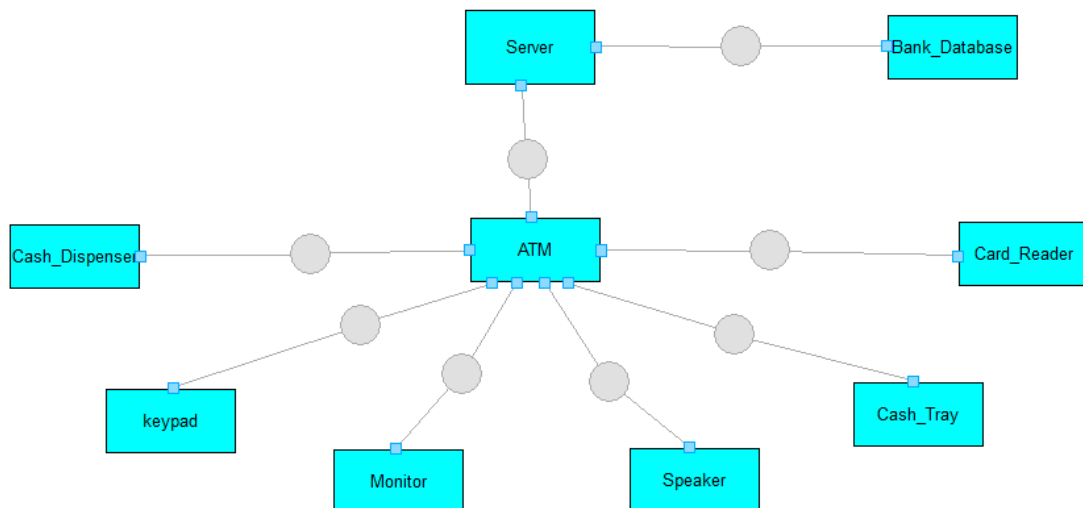 Server
Bank_Database
Cash_Dispenser
ATM
Card_Reader
keypad
Cash_Tray
Monitor
Speaker